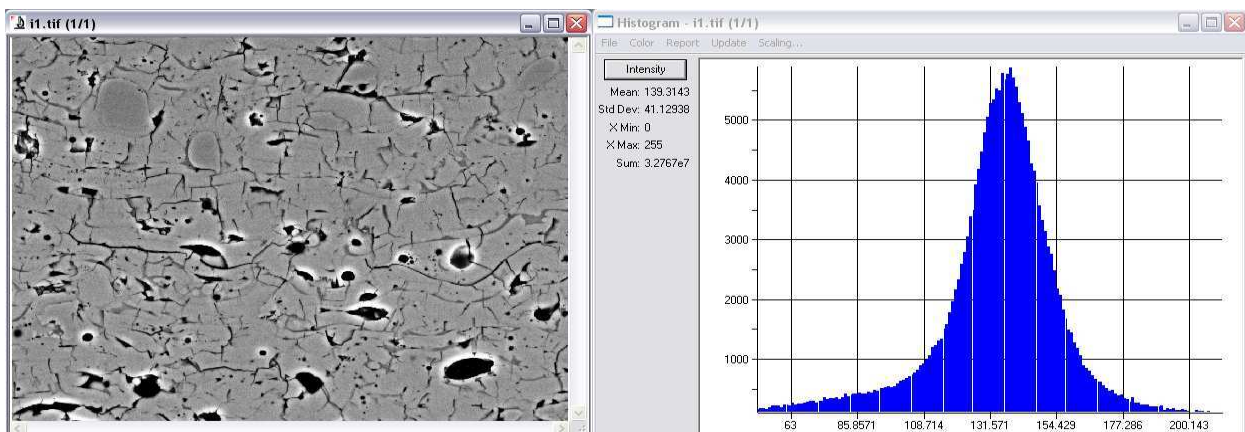 i1.tif (1/1)
Histogram - i1.tif (1/1)
File Color Report Update Scaling...
Intensity
Mean: 139.3143
Std Dev: 41.12938
X Min: 0
X Max: 255
Sum: 3.2767e7
5000
4000
3000
2000
1000
63 85.8571 108.714 131.571 154.429 177.286 200.143